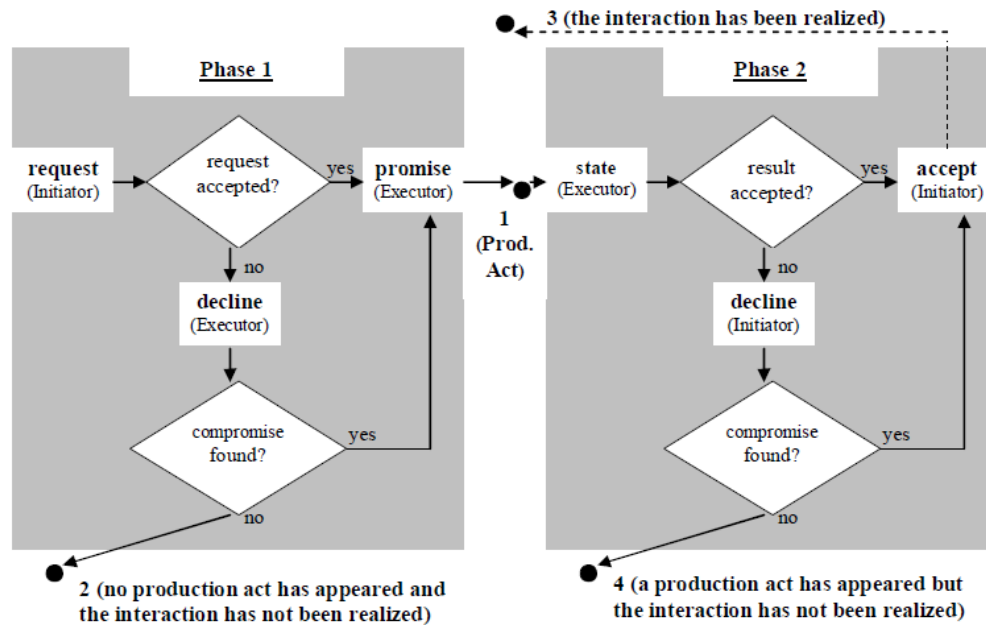 3 (the interaction has been realized)
Phase 1
request
(Initiator)
request
accepted?
yes
promise
(Executor)
no
decline
(Executor)
compromise
found?
yes
no
1
(Prod.
Act)
Phase 2
state
(Executor)
result
accepted?
yes
accept
(Initiator)
no
decline
(Initiator)
compromise
found?
yes
no
2 (no production act has appeared and
the interaction has not been realized)
4 (a production act has appeared but
the interaction has not been realized)